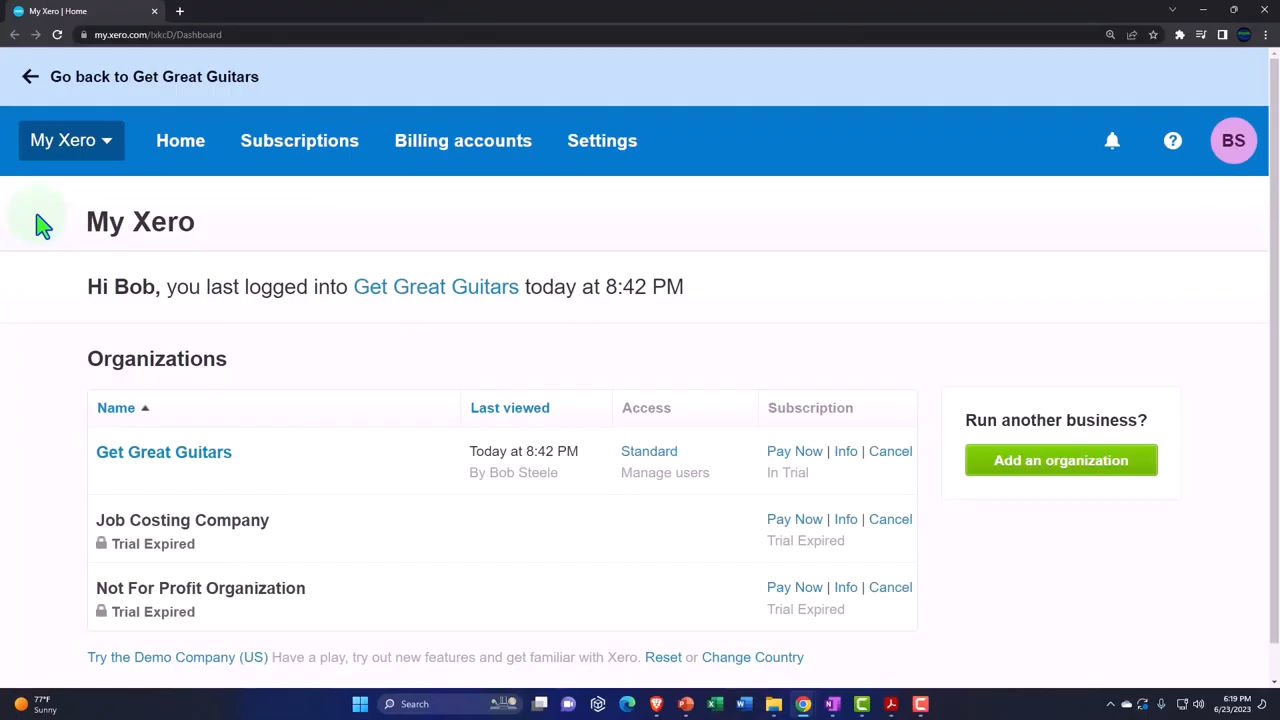 My Xero | Home
my.xero.com/!xkcD/Dashboard
Go back to Get Great Guitars
My Xero Home Subscriptions Billing accounts Settings BS
My Xero
Hi Bob, you last logged into Get Great Guitars today at 8:42 PM
Organizations
Name Last viewed Access Subscription
Get Great Guitars Today at 8:42 PM Standard Pay Now | Info | Cancel
By Bob Steele Manage users In Trial
Job Costing Company Pay Now | Info | Cancel
Trial Expired Trial Expired
Not For Profit Organization Pay Now | Info | Cancel
Trial Expired Trial Expired
Run another business?
Add an organization
Try the Demo Company (US) Have a play, try out new features and get familiar with Xero. Reset or Change Country
77°F
Sunny
Search
6:19 PM
6/23/2023